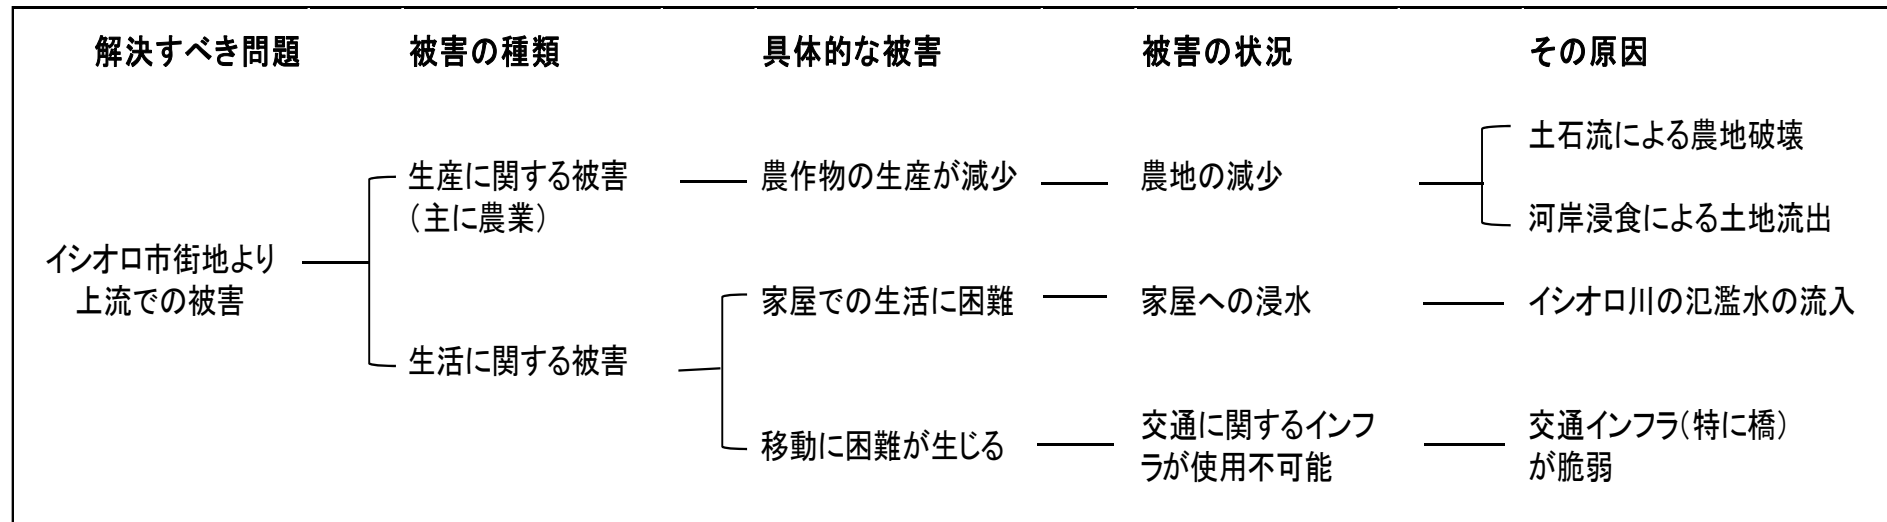 解決すべき問題 被害の種類 具体的な被害 被害の状況 その原因
イシオロ市街地より
上流での被害
生産に関する被害
（主に農業）
農作物の生産が減少
農地の減少
土石流による農地破壊
河岸浸食による土地流出
生活に関する被害
家屋での生活に困難
家屋への浸水
イシオロ川の氾濫水の流入
移動に困難が生じる
交通に関するインフ
ラが使用不可能
交通インフラ（特に橋）
が脆弱